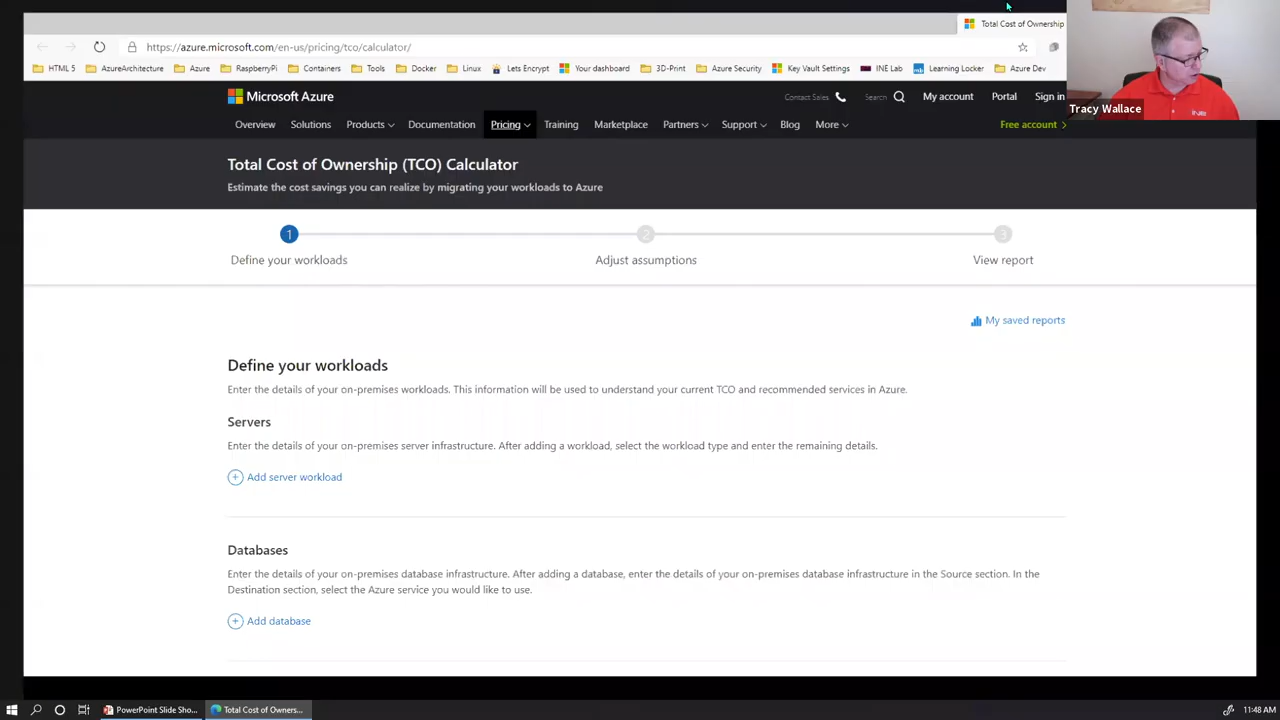 Total Cost of Ownership
https://azure.microsoft.com/en-us/pricing/tco/calculator/
HTML 5 AzureArchitecture Azure RaspberryPi Containers Tools Docker Linux Lets Encrypt Your dashboard 3D-Print Azure Security Key Vault Settings INE Lab Learning Locker Azure Dev
Microsoft Azure
Contact Sales Search My account Portal Sign in
Tracy Wallace
Overview Solutions Products Documentation Pricing Training Marketplace Partners Support Blog More Free account
Total Cost of Ownership (TCO) Calculator
Estimate the cost savings you can realize by migrating your workloads to Azure
1 2 3
Define your workloads Adjust assumptions View report
My saved reports
Define your workloads
Enter the details of your on-premises workloads. This information will be used to understand your current TCO and recommended services in Azure.
Servers
Enter the details of your on-premises server infrastructure. After adding a workload, select the workload type and enter the remaining details.
Add server workload
Databases
Enter the details of your on-premises database infrastructure. After adding a database, enter the details of your on-premises database infrastructure in the Source section. In the
Destination section, select the Azure service you would like to use.
Add database
PowerPoint Slide Sho... Total Cost of Owners... 11:48 AM